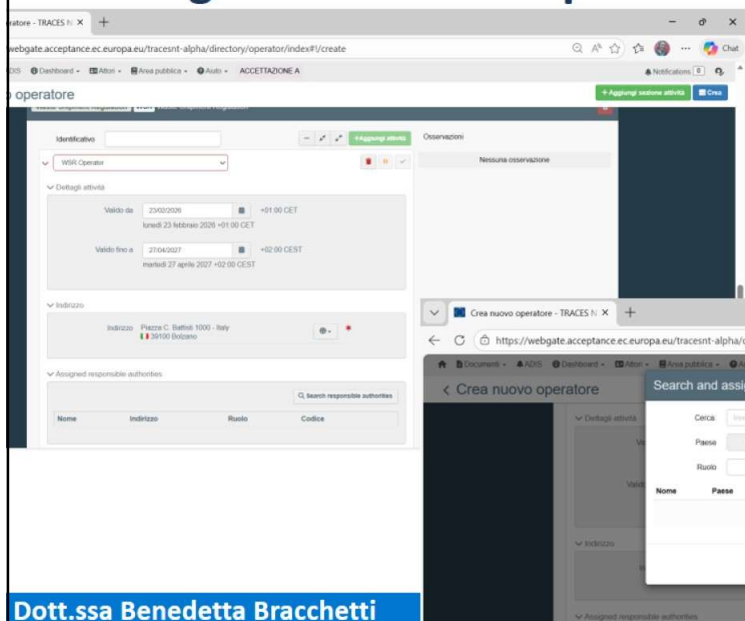 ratore - TRACES N
webgate.acceptance.ec.europa.eu/tracesnt-alpha/directory/operator/index#!/create
Chat
DIS Dashboard Attori Area pubblica Aiuto ACCETTAZIONE A
Notifications 0
o operatore
+ Aggiungi sezione attività Crea
Identificativo
+Aggiungi attività
Osservazioni
WSR Operator
Nessuna osservazione
Dettagli attività
Valido da 23/02/2026 +01:00 CET
lunedì 23 febbraio 2026 +01:00 CET
Valido fino a 27/04/2027 +02:00 CEST
martedì 27 aprile 2027 +02:00 CEST
Indirizzo
Indirizzo Piazza C. Battisti 1000 - Italy
39100 Bolzano
Assigned responsible authorities
Search responsible authorities
Nome Indirizzo Ruolo Codice
Crea nuovo operatore - TRACES N
https://webgate.acceptance.ec.europa.eu/tracesnt-alpha/d
Documenti ADIS Dashboard Attori Area pubblica
Crea nuovo operatore
Search and assig
Dettagli attività
Cerca:
Paese
Ruolo
Nome Paese
Indirizzo
Assigned responsible authorities
Dott.ssa Benedetta Bracchetti